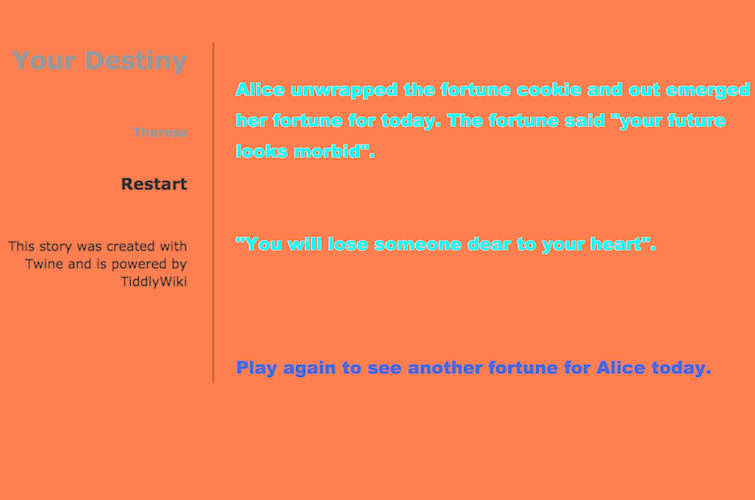 Your Destiny
Theresa
Restart
This story was created with
Twine and is powered by
TiddlyWiki
Alice unwrapped the fortune cookie and out emerged
her fortune for today. The fortune said "your future
looks morbid".
"You will lose someone dear to your heart".
Play again to see another fortune for Alice today.